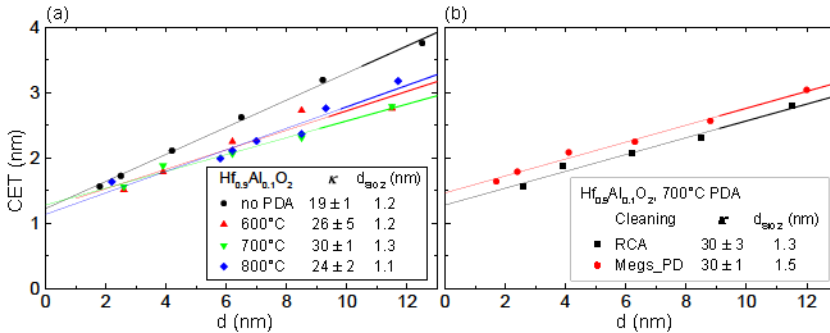 (a)
CET (nm)
4
3
2
1
0
0 2 4 6 8 10 12
d (nm)
Hf0.9Al0.1O2 κ dSiO2 (nm)
no PDA 19 ± 1 1.2
600°C 26 ± 5 1.2
700°C 30 ± 1 1.3
800°C 24 ± 2 1.1
(b)
0 2 4 6 8 10 12
d (nm)
Hf0.9Al0.1O2, 700°C PDA
Cleaning κ dSiO2 (nm)
RCA 30 ± 3 1.3
Megs_PD 30 ± 1 1.5